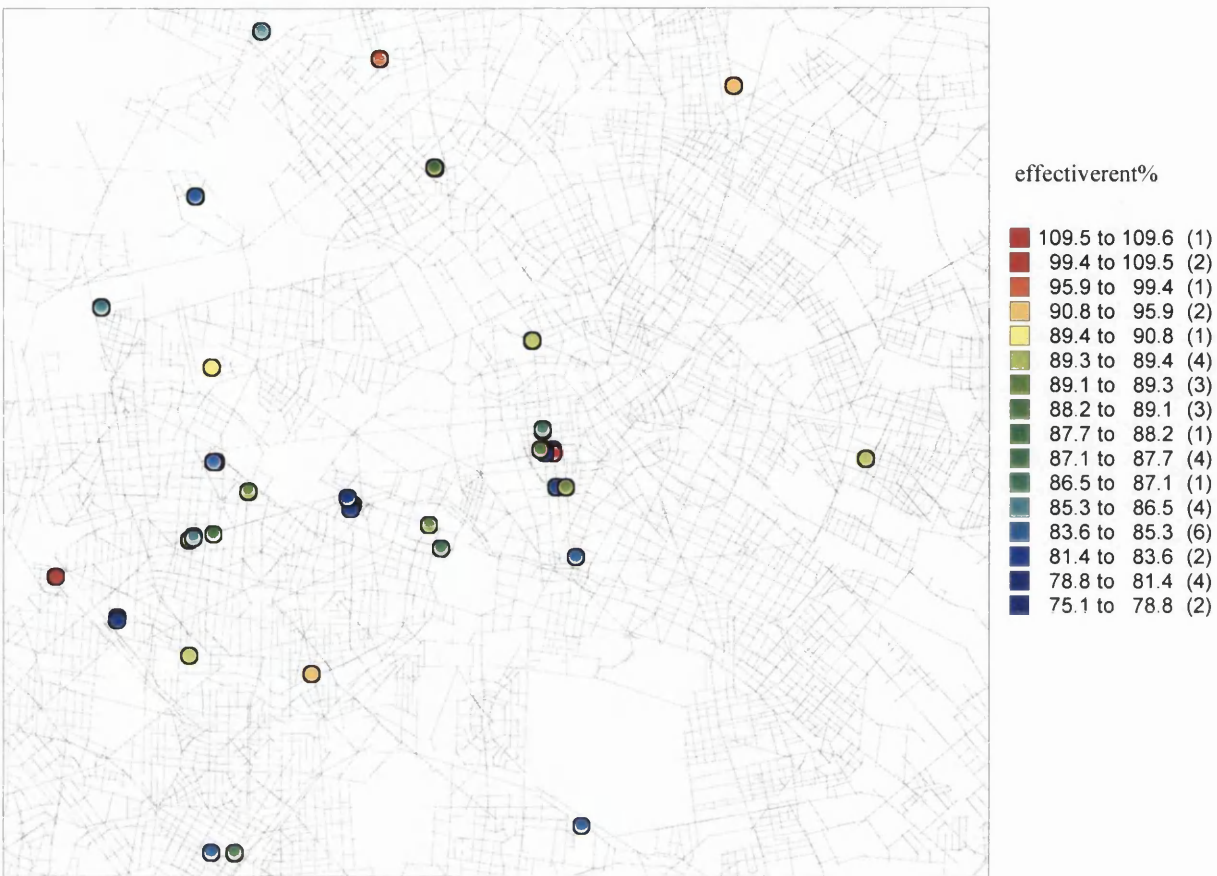 effectiverent%
109.5 to 109.6 (1)
99.4 to 109.5 (2)
95.9 to 99.4 (1)
90.8 to 95.9 (2)
89.4 to 90.8 (1)
89.3 to 89.4 (4)
89.1 to 89.3 (3)
88.2 to 89.1 (3)
87.7 to 88.2 (1)
87.1 to 87.7 (4)
86.5 to 87.1 (1)
85.3 to 86.5 (4)
83.6 to 85.3 (6)
81.4 to 83.6 (2)
78.8 to 81.4 (4)
75.1 to 78.8 (2)